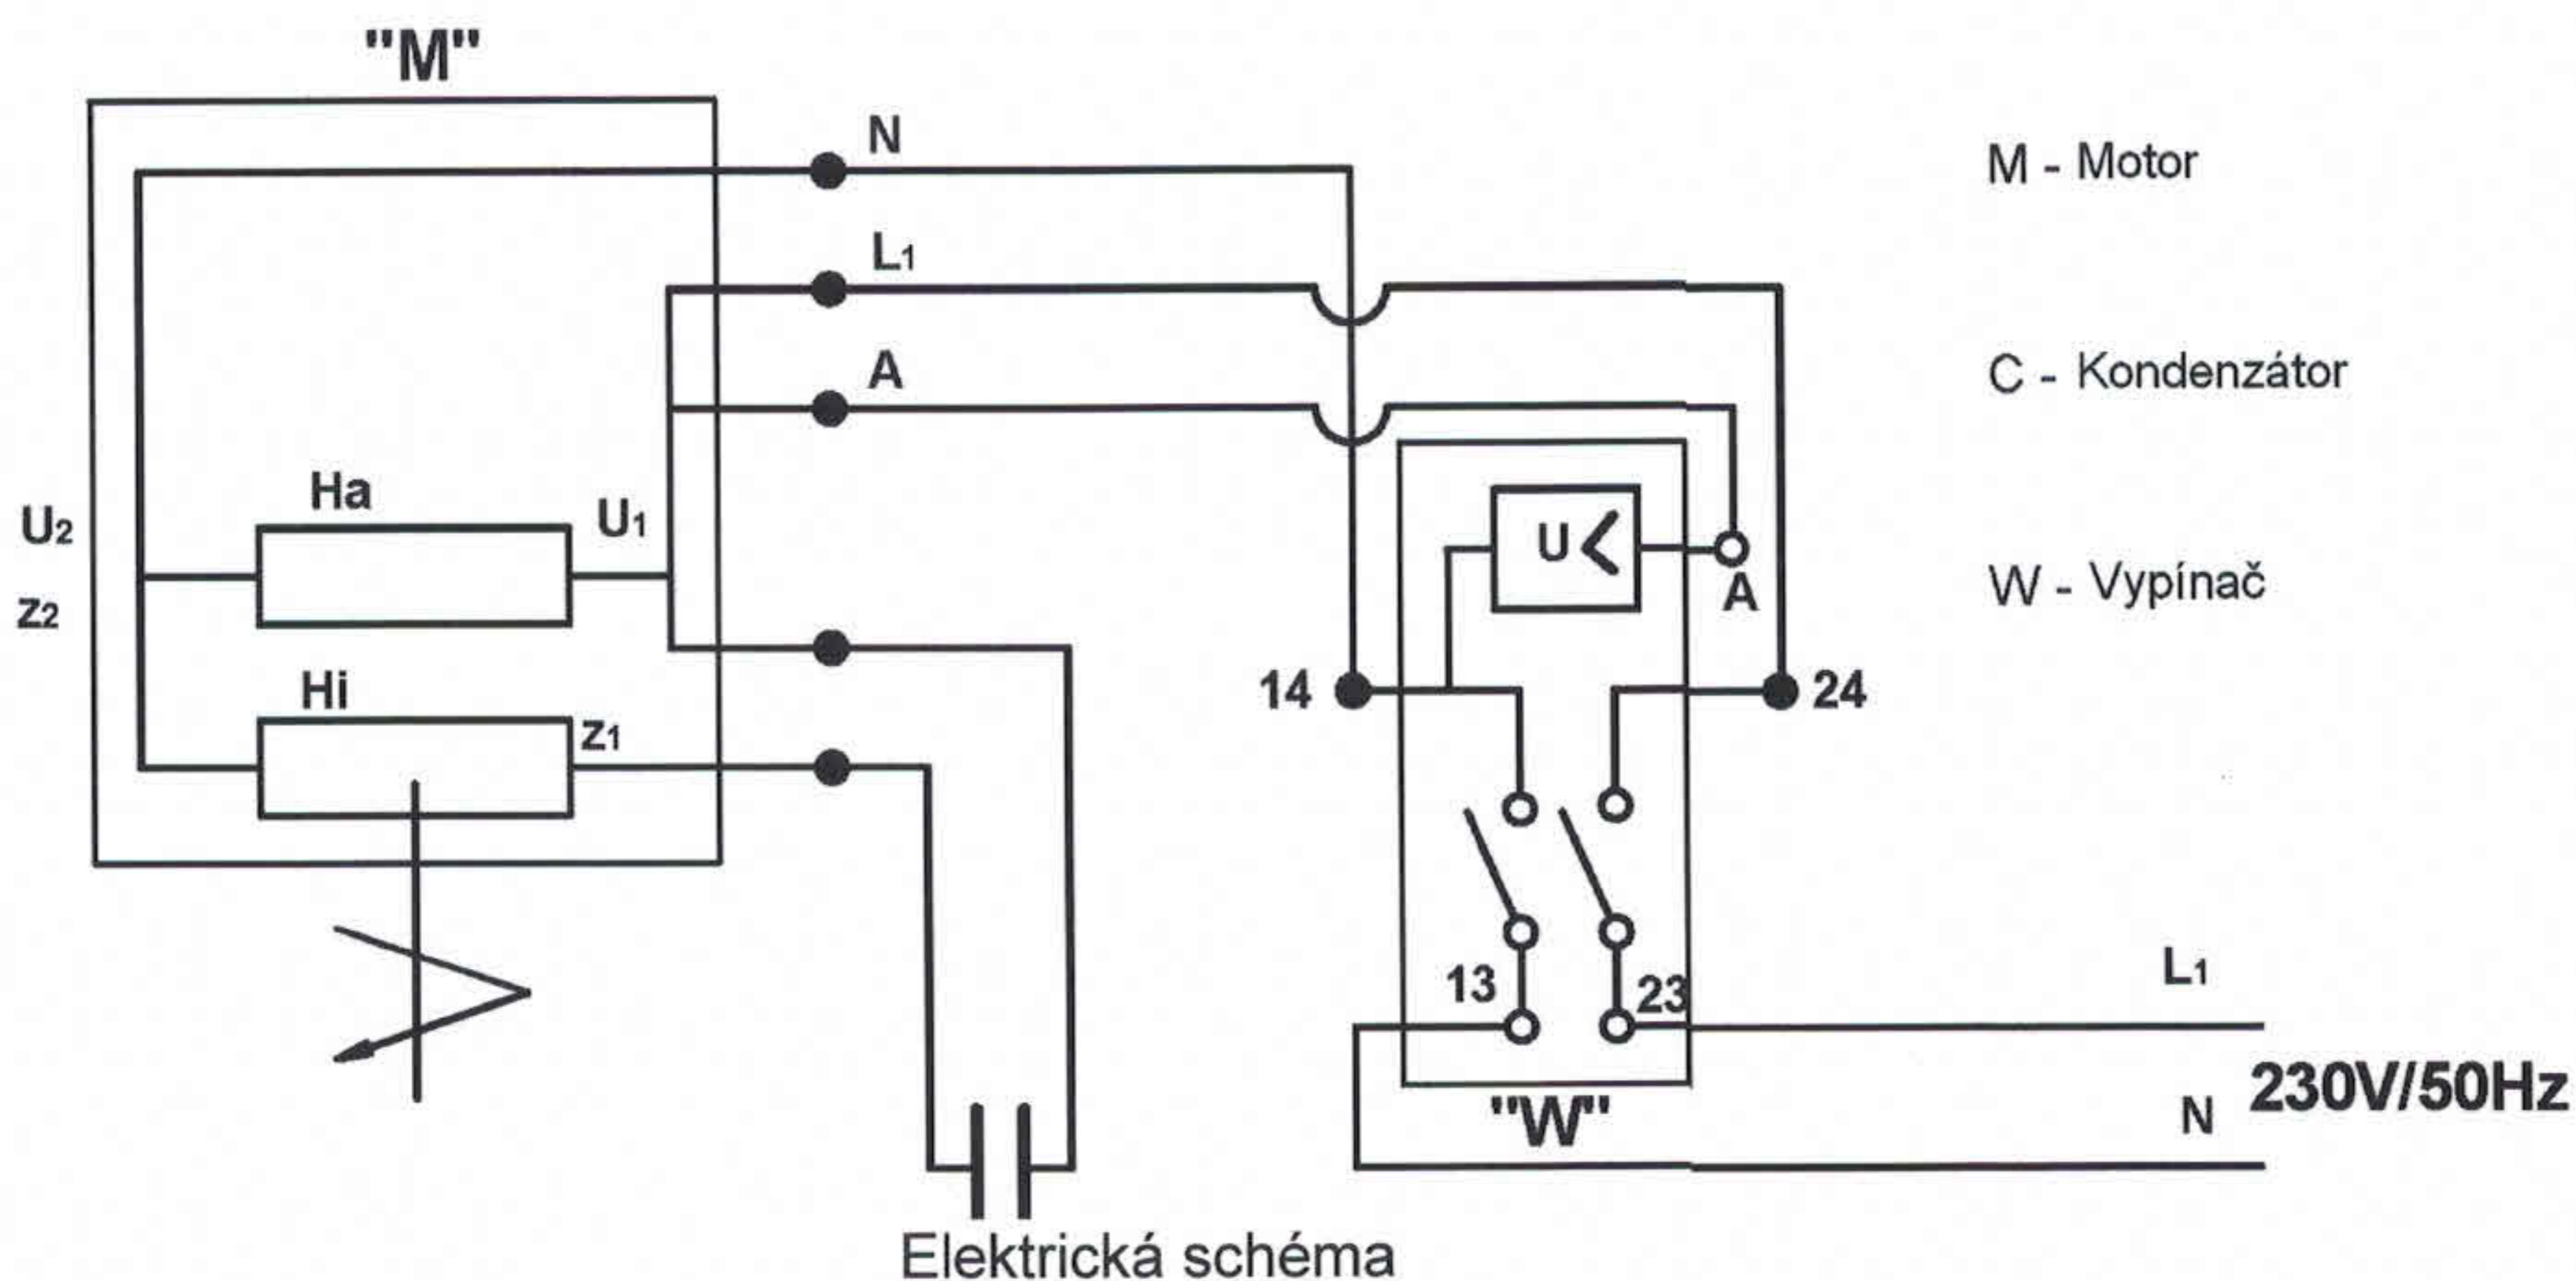 "M"
N
L1
A
M - Motor
C - Kondenzátor
W - Vypínač
Ha
U1
U2
z2
Hi
z1
U <
A
14
24
13
23
"W"
L1
N
230V/50Hz
Elektrická schéma